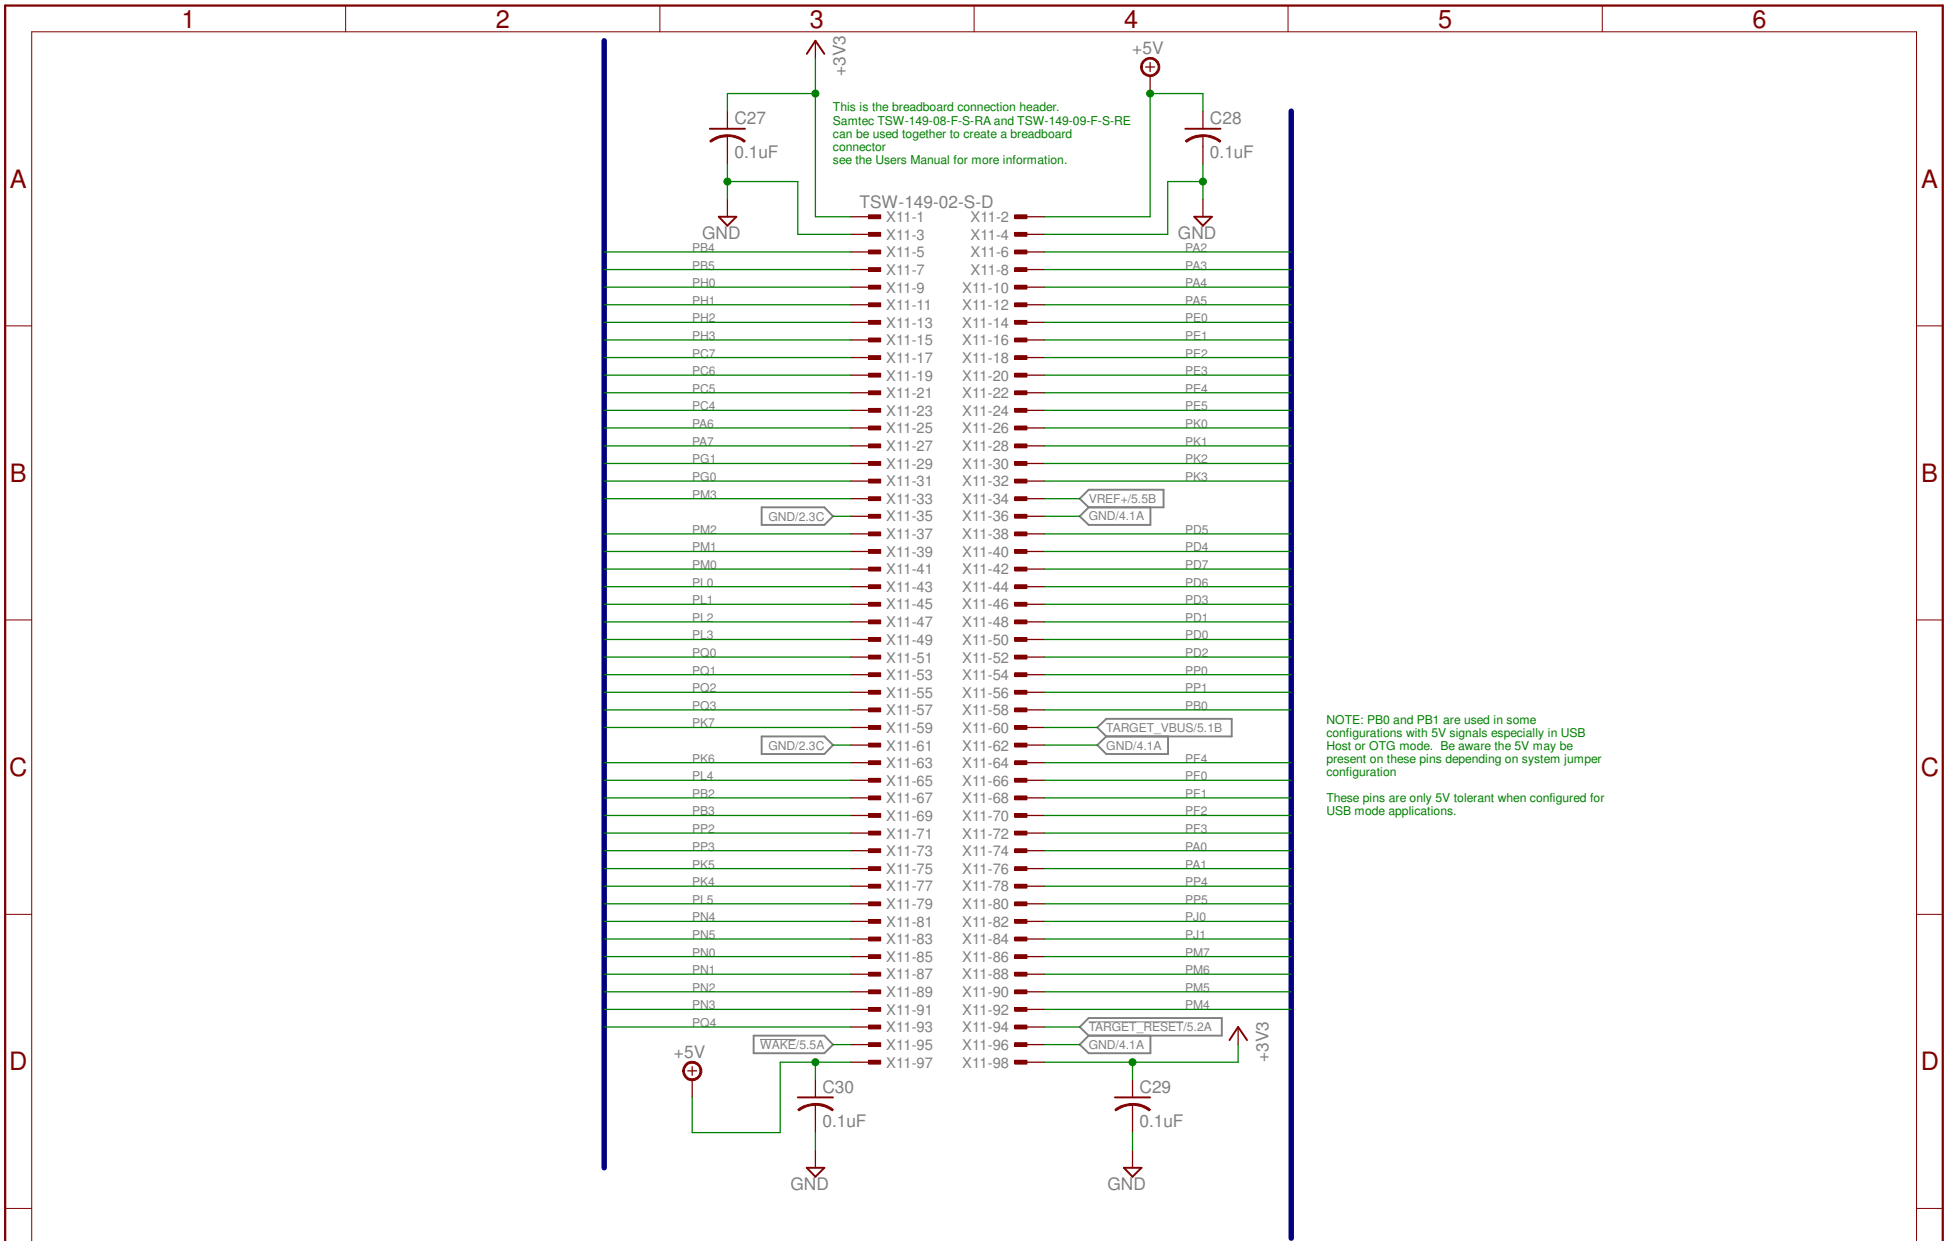 1 2 3 4 5 6
+3V3
+5V
This is the breadboard connection header.
Samtec TSW-149-08-F-S-RA and TSW-149-09-F-S-RE
can be used together to create a breadboard
connector
see the Users Manual for more information.
C27
0.1uF
C28
0.1uF
A A
TSW-149-02-S-D
GND
GND
X11-1 X11-2
X11-3 X11-4
PB4 X11-5 X11-6 PA2
PB5 X11-7 X11-8 PA3
PH0 X11-9 X11-10 PA4
PH1 X11-11 X11-12 PA5
PH2 X11-13 X11-14 PE0
PH3 X11-15 X11-16 PE1
PC7 X11-17 X11-18 PE2
PC6 X11-19 X11-20 PE3
PC5 X11-21 X11-22 PE4
PC4 X11-23 X11-24 PE5
PA6 X11-25 X11-26 PK0
PA7 X11-27 X11-28 PK1
PG1 X11-29 X11-30 PK2
B B
PG0 X11-31 X11-32 PK3
PM3 X11-33 X11-34 VREF+/5.5B
GND/2.3C X11-35 X11-36 GND/4.1A
PM2 X11-37 X11-38 PD5
PM1 X11-39 X11-40 PD4
PM0 X11-41 X11-42 PD7
PL0 X11-43 X11-44 PD6
PL1 X11-45 X11-46 PD3
PL2 X11-47 X11-48 PD1
PL3 X11-49 X11-50 PD0
PQ0 X11-51 X11-52 PD2
PQ1 X11-53 X11-54 PP0
PQ2 X11-55 X11-56 PP1
PQ3 X11-57 X11-58 PB0
PK7 X11-59 X11-60 TARGET_VBUS/5.1B
GND/2.3C X11-61 X11-62 GND/4.1A
PK6 X11-63 X11-64 PF4
C C
PL4 X11-65 X11-66 PF0
PB2 X11-67 X11-68 PF1
PB3 X11-69 X11-70 PF2
PP2 X11-71 X11-72 PF3
PP3 X11-73 X11-74 PA0
PK5 X11-75 X11-76 PA1
PK4 X11-77 X11-78 PP4
PL5 X11-79 X11-80 PP5
PN4 X11-81 X11-82 PJ0
PN5 X11-83 X11-84 PJ1
PN0 X11-85 X11-86 PM7
PN1 X11-87 X11-88 PM6
PN2 X11-89 X11-90 PM5
PN3 X11-91 X11-92 PM4
PQ4 X11-93 X11-94 TARGET_RESET/5.2A
WAKE/5.5A X11-95 X11-96 GND/4.1A
X11-97 X11-98
+5V
+3V3
D D
C30
0.1uF
C29
0.1uF
GND
GND
NOTE: PB0 and PB1 are used in some
configurations with 5V signals especially in USB
Host or OTG mode. Be aware the 5V may be
present on these pins depending on system jumper
configuration
These pins are only 5V tolerant when configured for
USB mode applications.